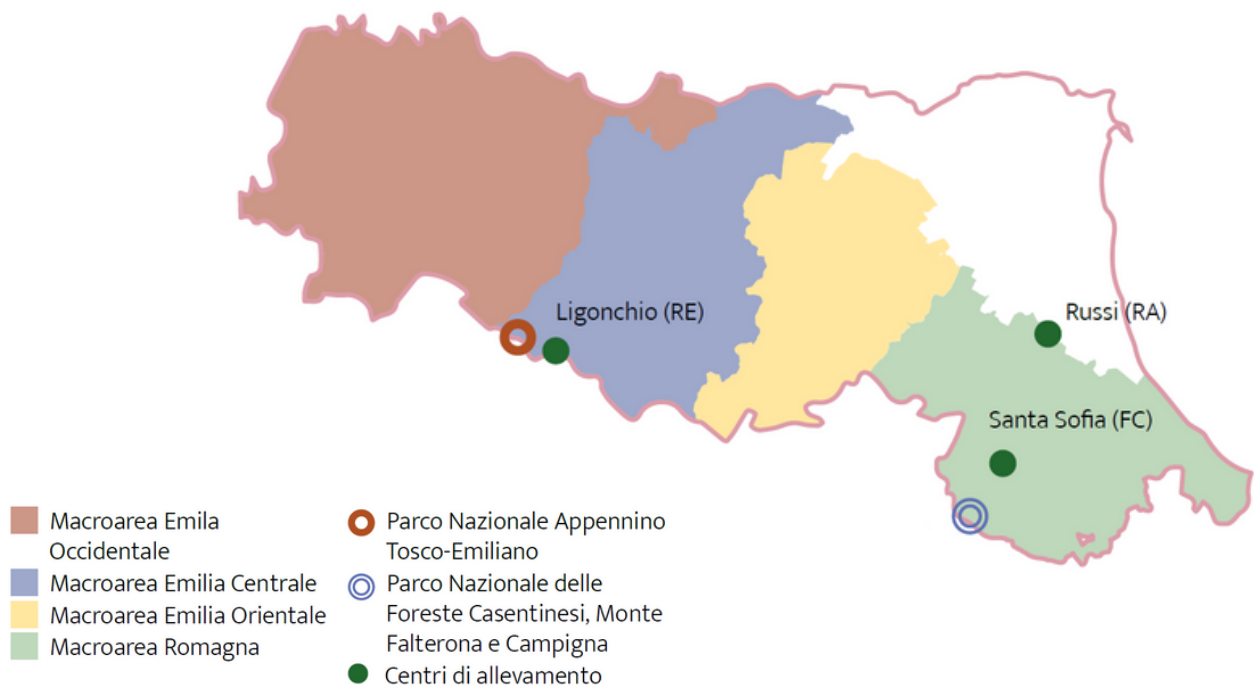 Ligonchio (RE)
Russi (RA)
Santa Sofia (FC)
Macroarea Emila
Occidentale
Macroarea Emilia Centrale
Macroarea Emilia Orientale
Macroarea Romagna
Parco Nazionale Appennino
Tosco-Emiliano
Parco Nazionale delle
Foreste Casentinesi, Monte
Falterona e Campigna
Centri di allevamento